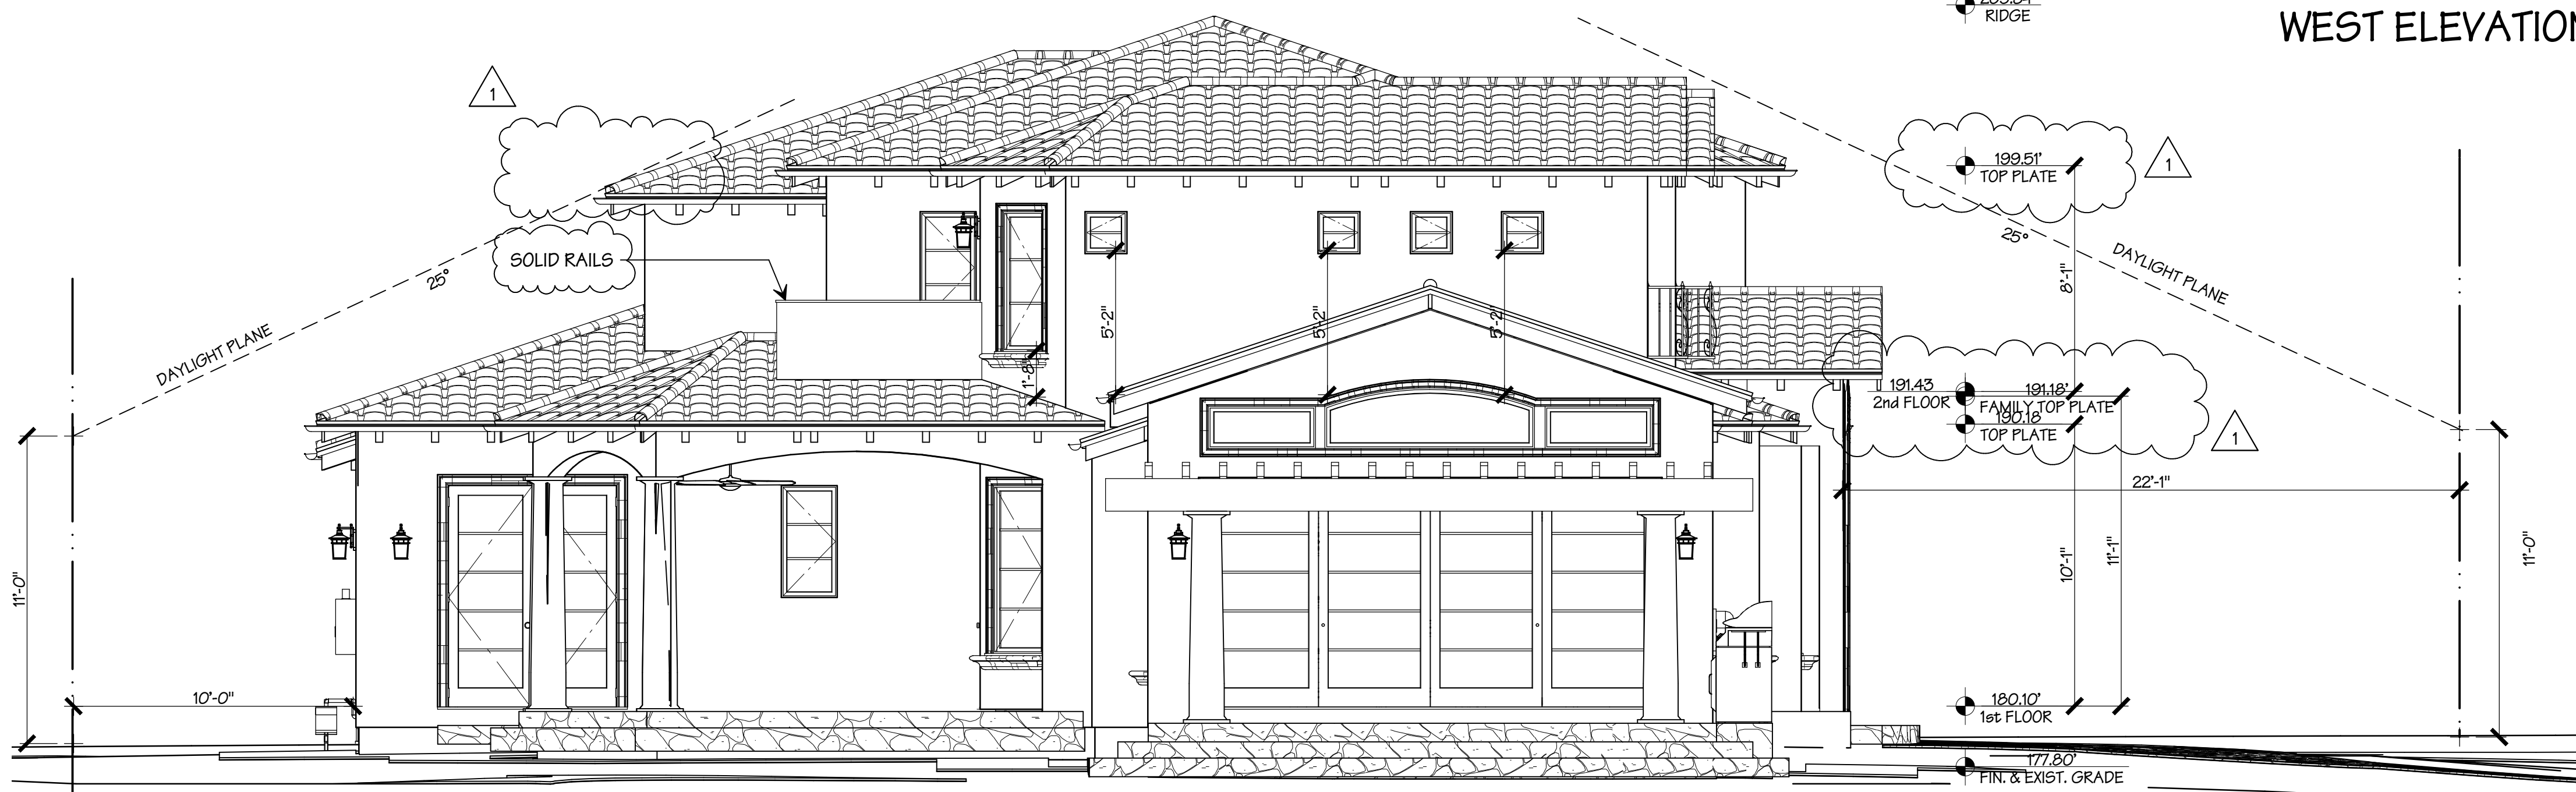 RIDGE
WEST ELEVATION
1
199.51'
TOP PLATE
1
25°
DAYLIGHT PLANE
SOLID RAILS
25°
DAYLIGHT PLANE
8'-1"
5'-2"
5'-2"
5'-2"
1'-8"
191.43
2nd FLOOR
191.18'
FAMILY TOP PLATE
190.18'
TOP PLATE
1
22'-1"
11'-0"
10'-1"
11'-1"
11'-0"
10'-0"
180.10'
1st FLOOR
177.80'
FIN. & EXIST. GRADE